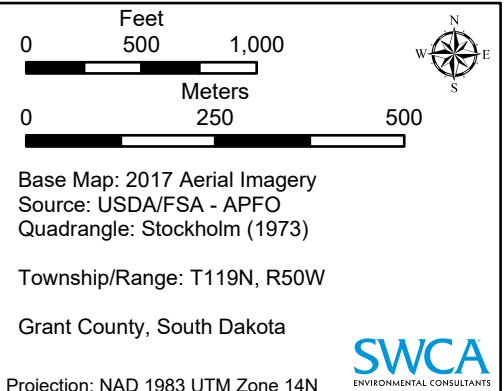 Feet
0 500 1,000
Meters
0 250 500
N
W E
S
Base Map: 2017 Aerial Imagery
Source: USDA/FSA - APFO
Quadrangle: Stockholm (1973)
Township/Range: T119N, R50W
Grant County, South Dakota
SWCA
ENVIRONMENTAL CONSULTANTS
Projection: NAD 1983 UTM Zone 14N